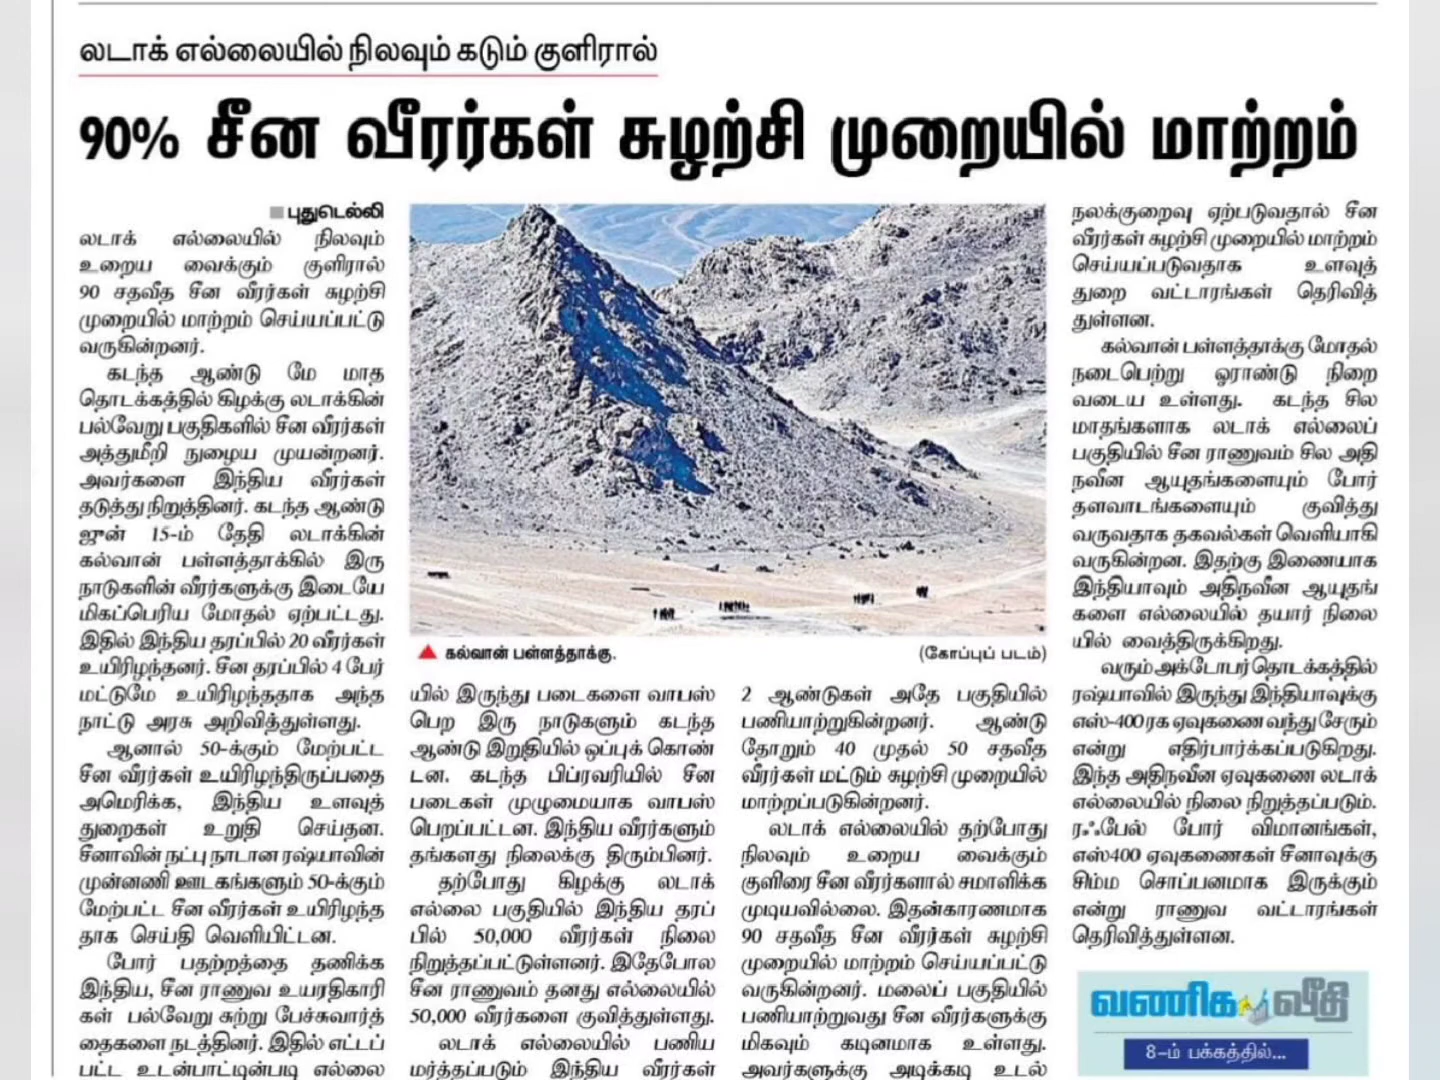 லடாக் எல்லையில் நிலவும் கடும் குளிரால்
90% சீன வீரர்கள் சுழற்சி முறையில் மாற்றம்
புதுடெல்லி
லடாக் எல்லையில் நிலவும்
உறைய வைக்கும் குளிரால்
90 சதவீத சீன வீரர்கள் சுழற்சி
முறையில் மாற்றம் செய்யப்பட்டு
வருகின்றனர்.
கடந்த ஆண்டு மே மாத
தொடக்கத்தில் கிழக்கு லடாக்கின்
பல்வேறு பகுதிகளில் சீன வீரர்கள்
அத்துமீறி நுழைய முயன்றனர்.
அவர்களை இந்திய வீரர்கள்
தடுத்து நிறுத்தினர். கடந்த ஆண்டு
ஜுன் 15-ம் தேதி லடாக்கின்
கல்வான் பள்ளத்தாக்கில் இரு
நாடுகளின் வீரர்களுக்கு இடையே
மிகப்பெரிய மோதல் ஏற்பட்டது.
இதில் இந்திய தரப்பில் 20 வீரர்கள்
உயிரிழந்தனர். சீன தரப்பில் 4 பேர்
மட்டுமே உயிரிழந்ததாக அந்த
நாட்டு அரசு அறிவித்துள்ளது.
ஆனால் 50-க்கும் மேற்பட்ட
சீன வீரர்கள் உயிரிழந்திருப்பதை
அமெரிக்க, இந்திய உளவுத்
துறைகள் உறுதி செய்தன.
சீனாவின் நட்பு நாடான ரஷ்யாவின்
முன்னணி ஊடகங்களும் 50-க்கும்
மேற்பட்ட சீன வீரர்கள் உயிரிழந்த
தாக செய்தி வெளியிட்டன.
போர் பதற்றத்தை தணிக்க
இந்திய, சீன ராணுவ உயரதிகாரி
கள் பல்வேறு சுற்று பேச்சுவார்த்
தைகளை நடத்தினர். இதில் எட்டப்
பட்ட உடன்பாட்டின்படி எல்லை
▲ கல்வான் பள்ளத்தாக்கு. (கோப்புப் படம்)
யில் இருந்து படைகளை வாபஸ்
பெற இரு நாடுகளும் கடந்த
ஆண்டு இறுதியில் ஒப்புக் கொண்
டன. கடந்த பிப்ரவரியில் சீன
படைகள் முழுமையாக வாபஸ்
பெறப்பட்டன. இந்திய வீரர்களும்
தங்களது நிலைக்கு திரும்பினர்.
தற்போது கிழக்கு லடாக்
எல்லை பகுதியில் இந்திய தரப்
பில் 50,000 வீரர்கள் நிலை
நிறுத்தப்பட்டுள்ளனர். இதேபோல
சீன ராணுவம் தனது எல்லையில்
50,000 வீரர்களை குவித்துள்ளது.
லடாக் எல்லையில் பணிய
மர்த்தப்படும் இந்திய வீரர்கள்
2 ஆண்டுகள் அதே பகுதியில்
பணியாற்றுகின்றனர். ஆண்டு
தோறும் 40 முதல் 50 சதவீத
வீரர்கள் மட்டும் சுழற்சி முறையில்
மாற்றப்படுகின்றனர்.
லடாக் எல்லையில் தற்போது
நிலவும் உறைய வைக்கும்
குளிரை சீன வீரர்களால் சமாளிக்க
முடியவில்லை. இதன்காரணமாக
90 சதவீத சீன வீரர்கள் சுழற்சி
முறையில் மாற்றம் செய்யப்பட்டு
வருகின்றனர். மலைப் பகுதியில்
பணியாற்றுவது சீன வீரர்களுக்கு
மிகவும் கடினமாக உள்ளது.
அவர்களுக்கு அடிக்கடி உடல்
நலக்குறைவு ஏற்படுவதால் சீன
வீரர்கள் சுழற்சி முறையில் மாற்றம்
செய்யப்படுவதாக உளவுத்
துறை வட்டாரங்கள் தெரிவித்
துள்ளன.
கல்வான் பள்ளத்தாக்கு மோதல்
நடைபெற்று ஓராண்டு நிறை
வடைய உள்ளது. கடந்த சில
மாதங்களாக லடாக் எல்லைப்
பகுதியில் சீன ராணுவம் சில அதி
நவீன ஆயுதங்களையும் போர்
தளவாடங்களையும் குவித்து
வருவதாக தகவல்கள் வெளியாகி
வருகின்றன. இதற்கு இணையாக
இந்தியாவும் அதிநவீன ஆயுதங்
களை எல்லையில் தயார் நிலை
யில் வைத்திருக்கிறது.
வரும் அக்டோபர் தொடக்கத்தில்
ரஷ்யாவில் இருந்து இந்தியாவுக்கு
எஸ்-400 ரக ஏவுகணை வந்து சேரும்
என்று எதிர்பார்க்கப்படுகிறது.
இந்த அதிநவீன ஏவுகணை லடாக்
எல்லையில் நிலை நிறுத்தப்படும்.
ரஃபேல் போர் விமானங்கள்,
எஸ்400 ஏவுகணைகள் சீனாவுக்கு
சிம்ம சொப்பனமாக இருக்கும்
என்று ராணுவ வட்டாரங்கள்
தெரிவித்துள்ளன.
வணிக வீதி
8-ம் பக்கத்தில்...